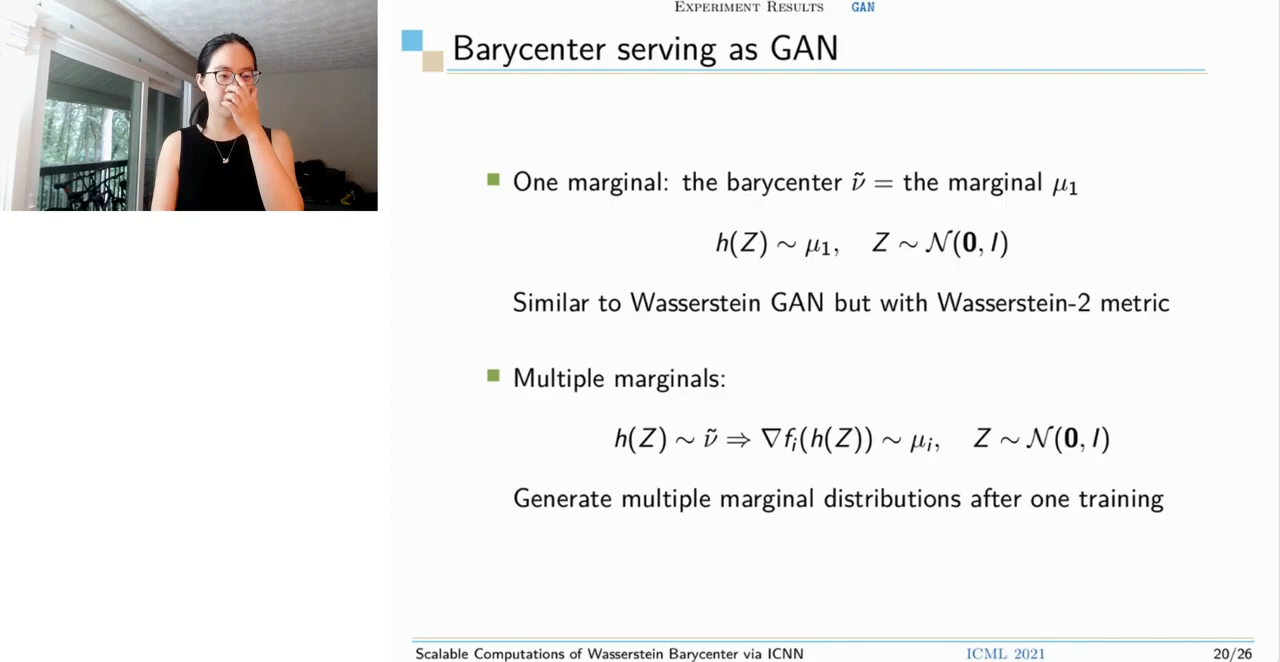 EXPERIMENT RESULTS GAN
Barycenter serving as GAN
One marginal: the barycenter ν̃ = the marginal μ₁
h(Z) ∼ μ₁, Z ∼ 𝒩(𝟎, I)
Similar to Wasserstein GAN but with Wasserstein-2 metric
Multiple marginals:
h(Z) ∼ ν̃ ⇒ ∇fᵢ(h(Z)) ∼ μᵢ, Z ∼ 𝒩(𝟎, I)
Generate multiple marginal distributions after one training
Scalable Computations of Wasserstein Barycenter via ICNN ICML 2021 20/26